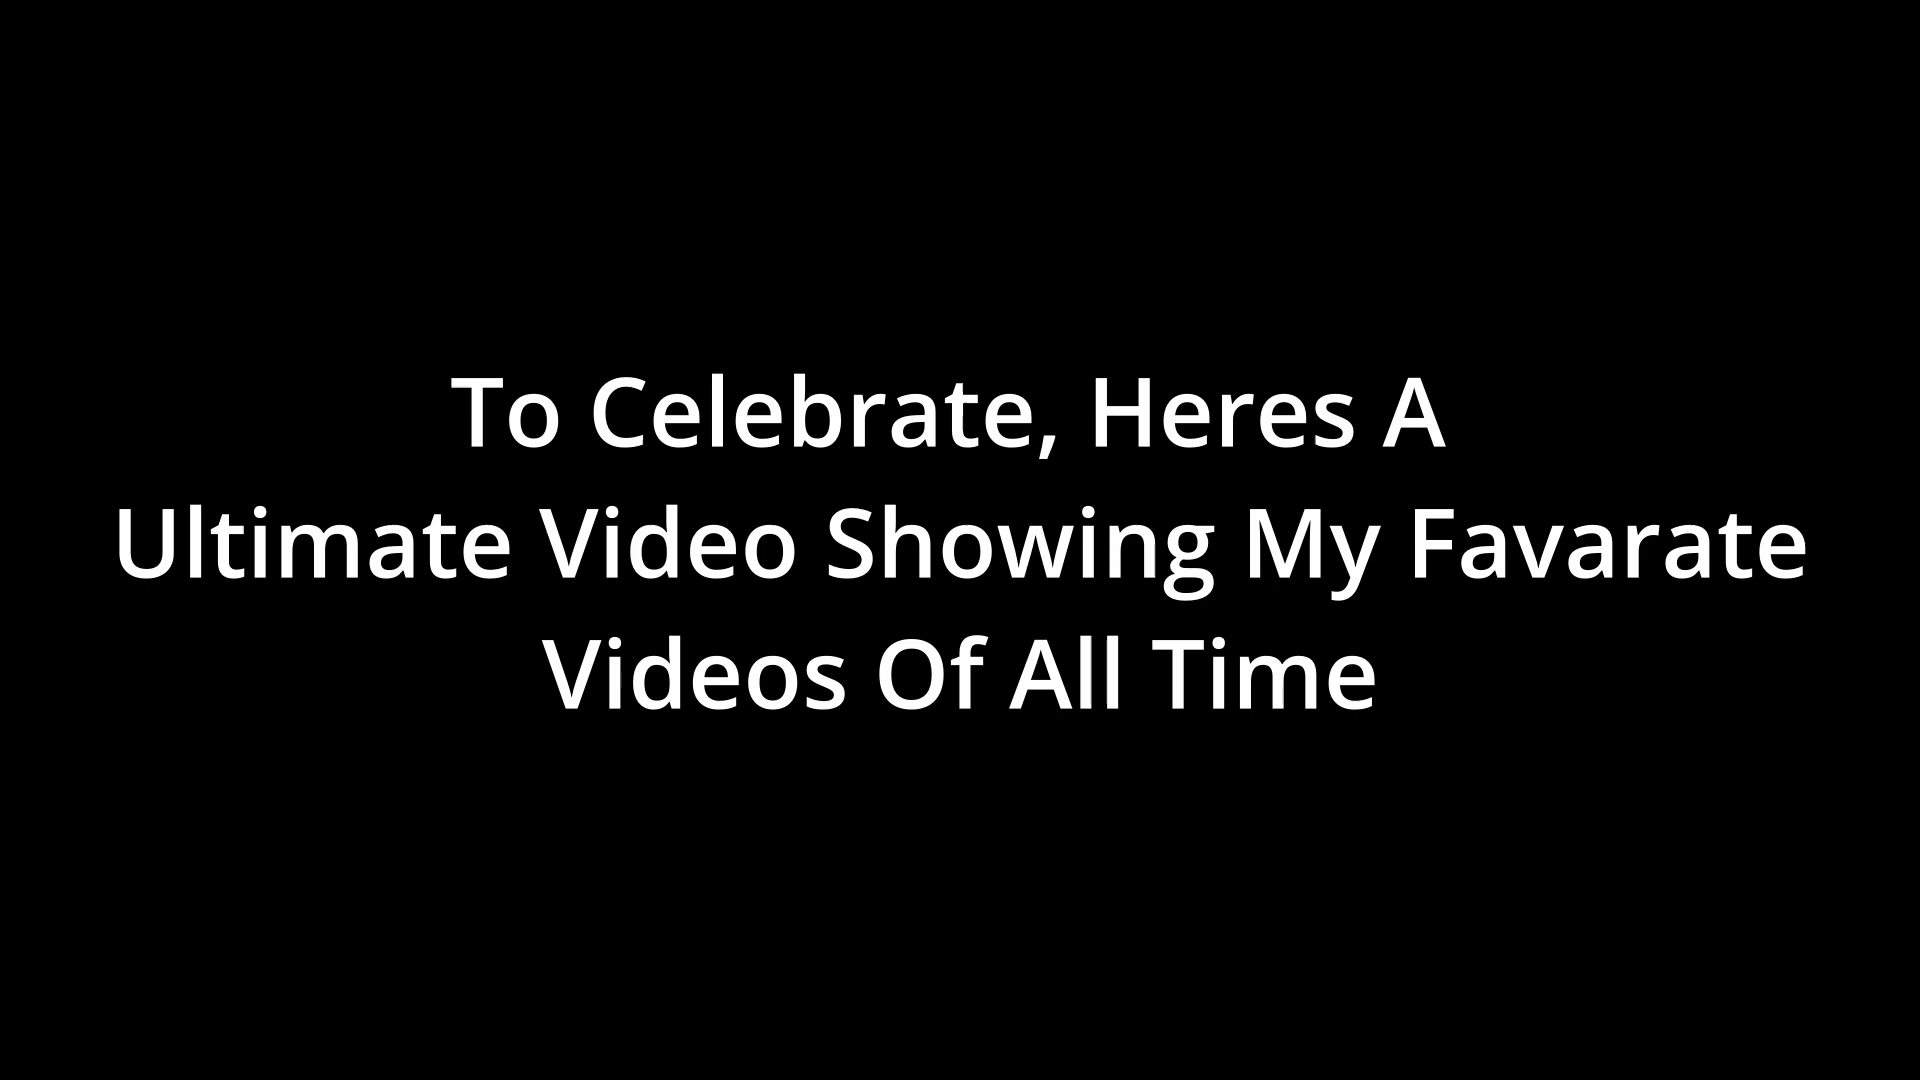 To Celebrate, Heres A
Ultimate Video Showing My Favarate
Videos Of All Time